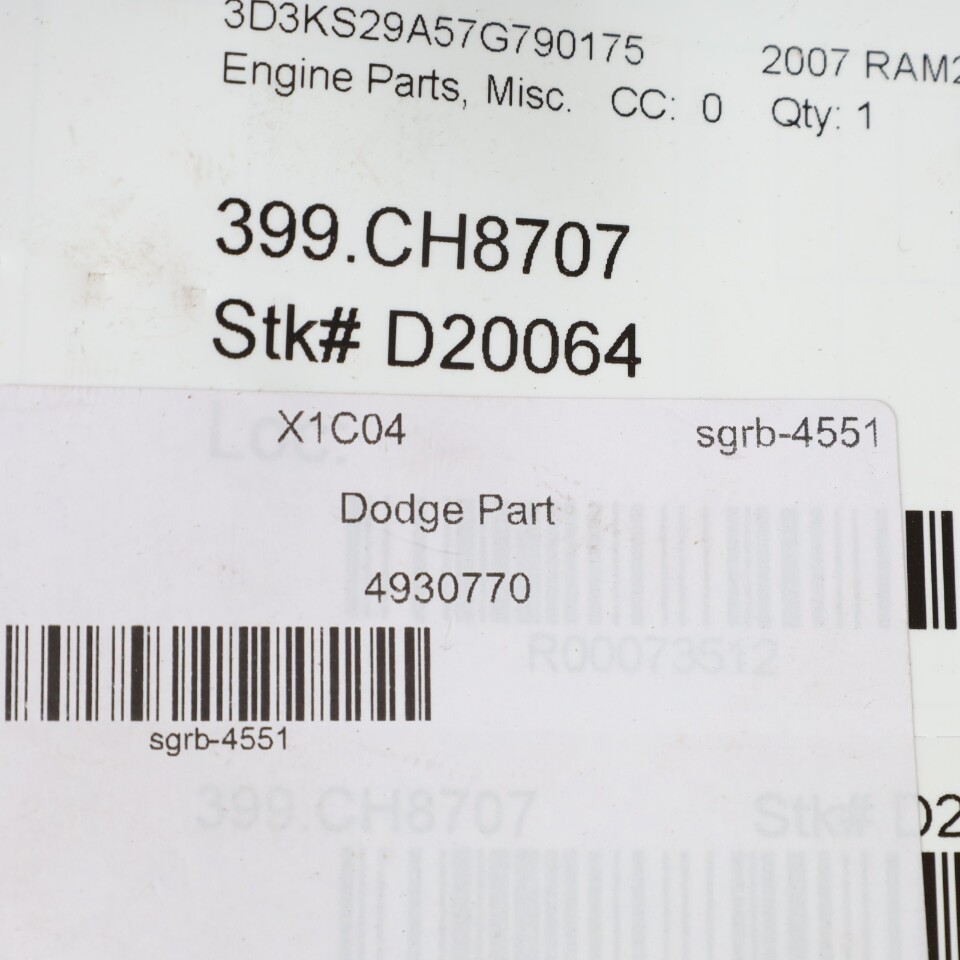 3D3KS29A57G790175 2007 RAM2
Engine Parts, Misc. CC: 0 Qty: 1
399.CH8707
Stk# D20064
Loc:
X1C04 sgrb-4551
Dodge Part
4930770
R00073512
sgrb-4551
399.CH8707 Stk# D2